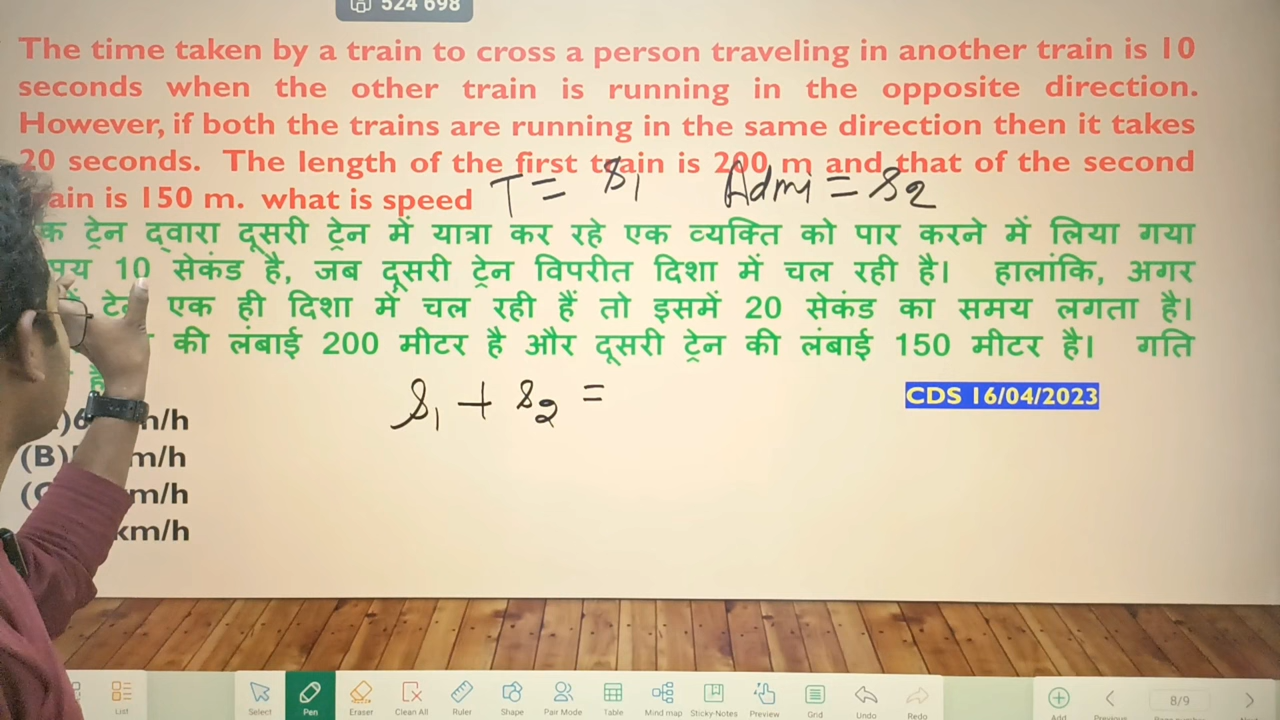 524 698
The time taken by a train to cross a person traveling in another train is 10
seconds when the other train is running in the opposite direction.
However, if both the trains are running in the same direction then it takes
20 seconds. The length of the first train is 200 m and that of the second
ain is 150 m. what is speed T = s1 Admi = s2
क ट्रेन द्वारा दूसरी ट्रेन में यात्रा कर रहे एक व्यक्ति को पार करने में लिया गया
मय 10 सेकंड है, जब दूसरी ट्रेन विपरीत दिशा में चल रही है। हालांकि, अगर
एक ही दिशा में चल रही हैं तो इसमें 20 सेकंड का समय लगता है।
की लंबाई 200 मीटर है और दूसरी ट्रेन की लंबाई 150 मीटर है। गति
s1 + s2 =
CDS 16/04/2023
m/h
(B) m/h
m/h
km/h
List
Select Pen Eraser Clean All Ruler Shape Pair Mode Table Mind map Sticky-Notes Preview Grid Undo Redo
Add Previous 8/9